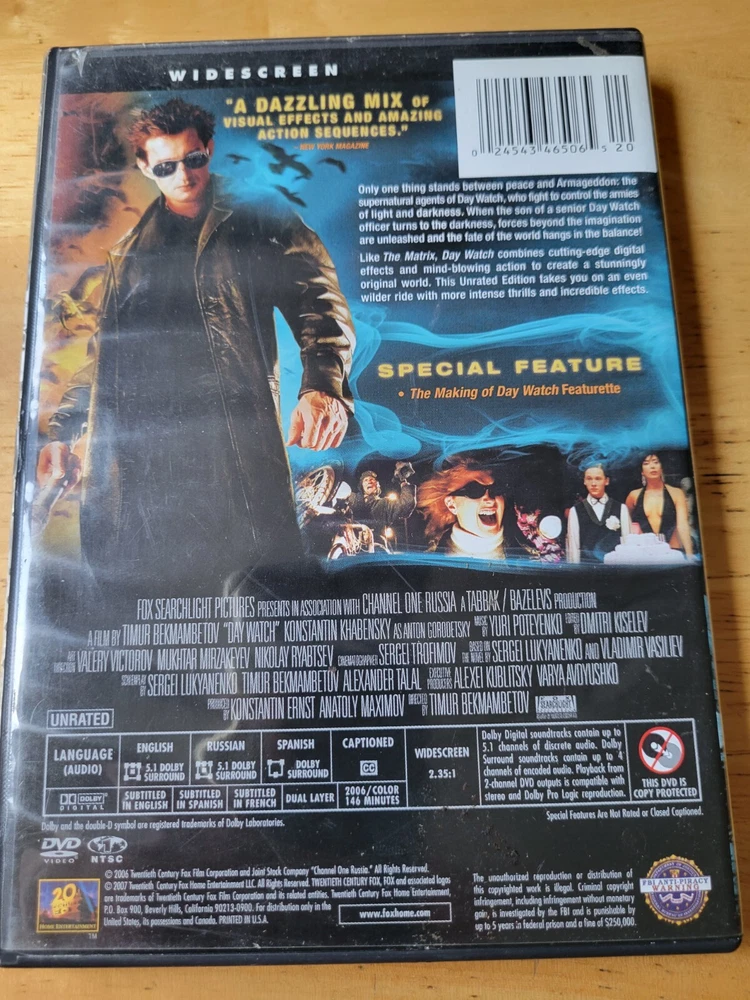 WIDESCREEN
"A DAZZLING MIX OF
VISUAL EFFECTS AND AMAZING
ACTION SEQUENCES."
- NEW YORK MAGAZINE
0 24543 46506 5 20
Only one thing stands between peace and Armageddon: the
supernatural agents of Day Watch, who fight to control the armies
of light and darkness. When the son of a senior Day Watch
officer turns to the darkness, forces beyond the imagination
are unleashed and the fate of the world hangs in the balance!
Like The Matrix, Day Watch combines cutting-edge digital
effects and mind-blowing action to create a stunningly
original world. This Unrated Edition takes you on an even
wilder ride with more intense thrills and incredible effects.
SPECIAL FEATURE
• The Making of Day Watch Featurette
FOX SEARCHLIGHT PICTURES PRESENTS IN ASSOCIATION WITH CHANNEL ONE RUSSIA A TABBAK / BAZELEVS PRODUCTION
A FILM BY TIMUR BEKMAMBETOV "DAY WATCH" KONSTANTIN KHABENSKY AS ANTON GORODETSKY MUSIC BY YURI POTEYENKO EDITED BY DMITRI KISELEV
ART DIRECTION VALERY VICTOROV MUKHTAR MIRZAKEYEV NIKOLAY RYABTSEV CINEMATOGRAPHER SERGEI TROFIMOV BASED ON THE NOVEL BY SERGEI LUKYANENKO AND VLADIMIR VASILIEV
SCREENPLAY BY SERGEI LUKYANENKO TIMUR BEKMAMBETOV ALEXANDER TALAL EXECUTIVE PRODUCERS ALEXEI KUBLITSKY VARYA AVDYUSHKO
PRODUCED BY KONSTANTIN ERNST ANATOLY MAXIMOV DIRECTED BY TIMUR BEKMAMBETOV
SEARCHLIGHT
UNRATED
LANGUAGE
(AUDIO)
ENGLISH
5.1 DOLBY
SURROUND
RUSSIAN
5.1 DOLBY
SURROUND
SPANISH
DOLBY
SURROUND
CAPTIONED
CC
WIDESCREEN
2.35:1
Dolby Digital soundtracks contain up to
5.1 channels of discrete audio. Dolby
Surround soundtracks contain up to 4
channels of encoded audio. Playback from
2-channel DVD outputs is compatible with
stereo and Dolby Pro Logic reproduction.
THIS DVD IS
COPY PROTECTED
DOLBY
DIGITAL
SUBTITLED
IN ENGLISH
SUBTITLED
IN SPANISH
SUBTITLED
IN FRENCH
DUAL LAYER
2006/COLOR
146 MINUTES
Dolby and the double-D symbol are registered trademarks of Dolby Laboratories.
Special Features Are Not Rated or Closed Captioned.
DVD
VIDEO
NTSC
© 2006 Twentieth Century Fox Film Corporation and Joint Stock Company "Channel One Russia." All Rights Reserved.
© 2007 Twentieth Century Fox Home Entertainment LLC. All Rights Reserved. TWENTIETH CENTURY FOX, FOX and associated logos
are trademarks of Twentieth Century Fox Film Corporation and its related entities. Twentieth Century Fox Home Entertainment,
P.O. Box 900, Beverly Hills, California 90213-0900. For distribution only in the
United States, its possessions and Canada. PRINTED IN U.S.A.
www.foxhome.com
The unauthorized reproduction or distribution of
this copyrighted work is illegal. Criminal copyright
infringement, including infringement without monetary
gain, is investigated by the FBI and is punishable by
up to 5 years in federal prison and a fine of $250,000.
FBI ANTI-PIRACY
WARNING
20
HOME ENTERTAINMENT
TM